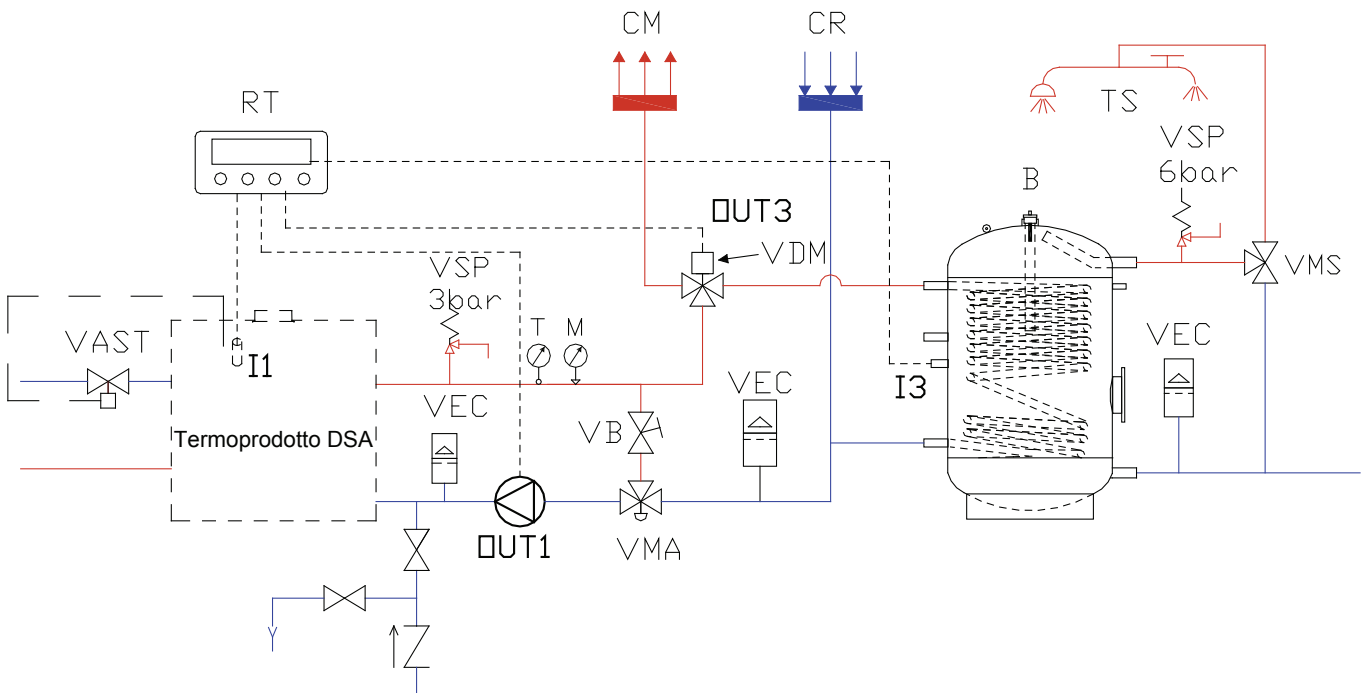 CM
CR
RT
TS
VSP
6bar
B
OUT3
VDM
VMS
VSP
3bar
VAST
T
M
I1
VEC
I3
VEC
VEC
VB
Termoprodotto DSA
OUT1
VMA